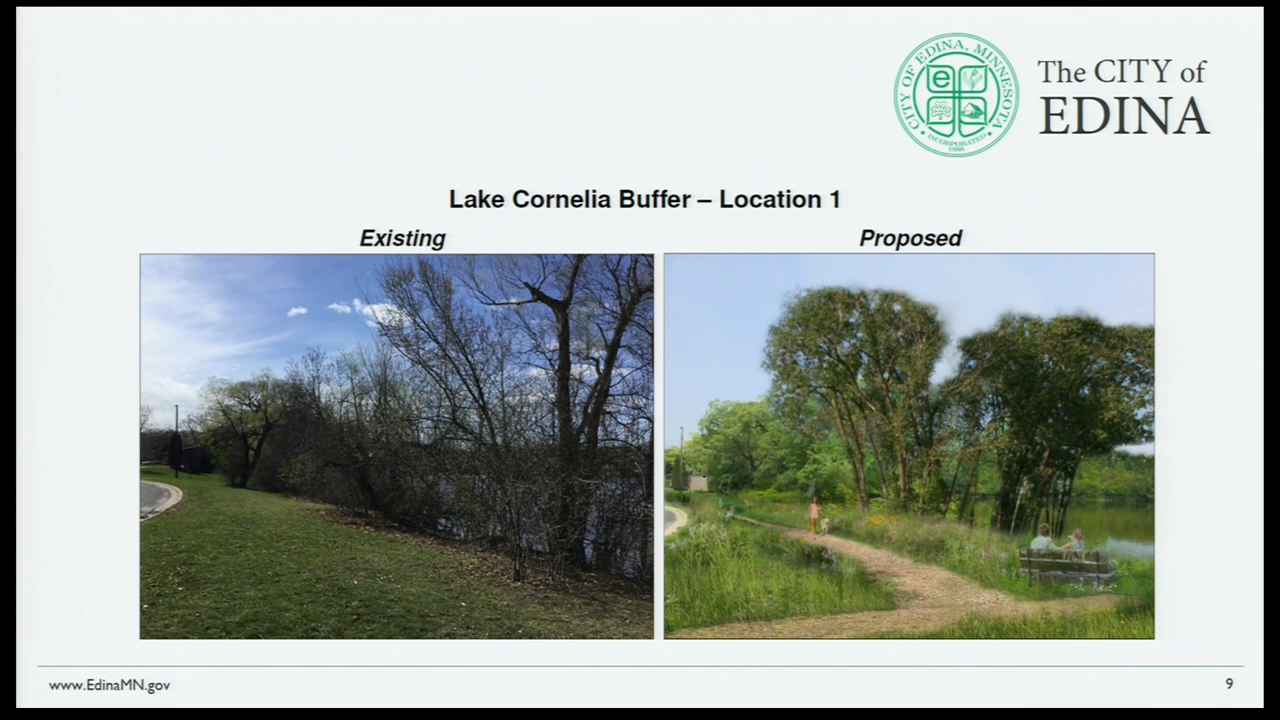 CITY OF EDINA, MINNESOTA
e
INCORPORATED
1888
The CITY of
EDINA
Lake Cornelia Buffer – Location 1
Existing
Proposed
www.EdinaMN.gov
9